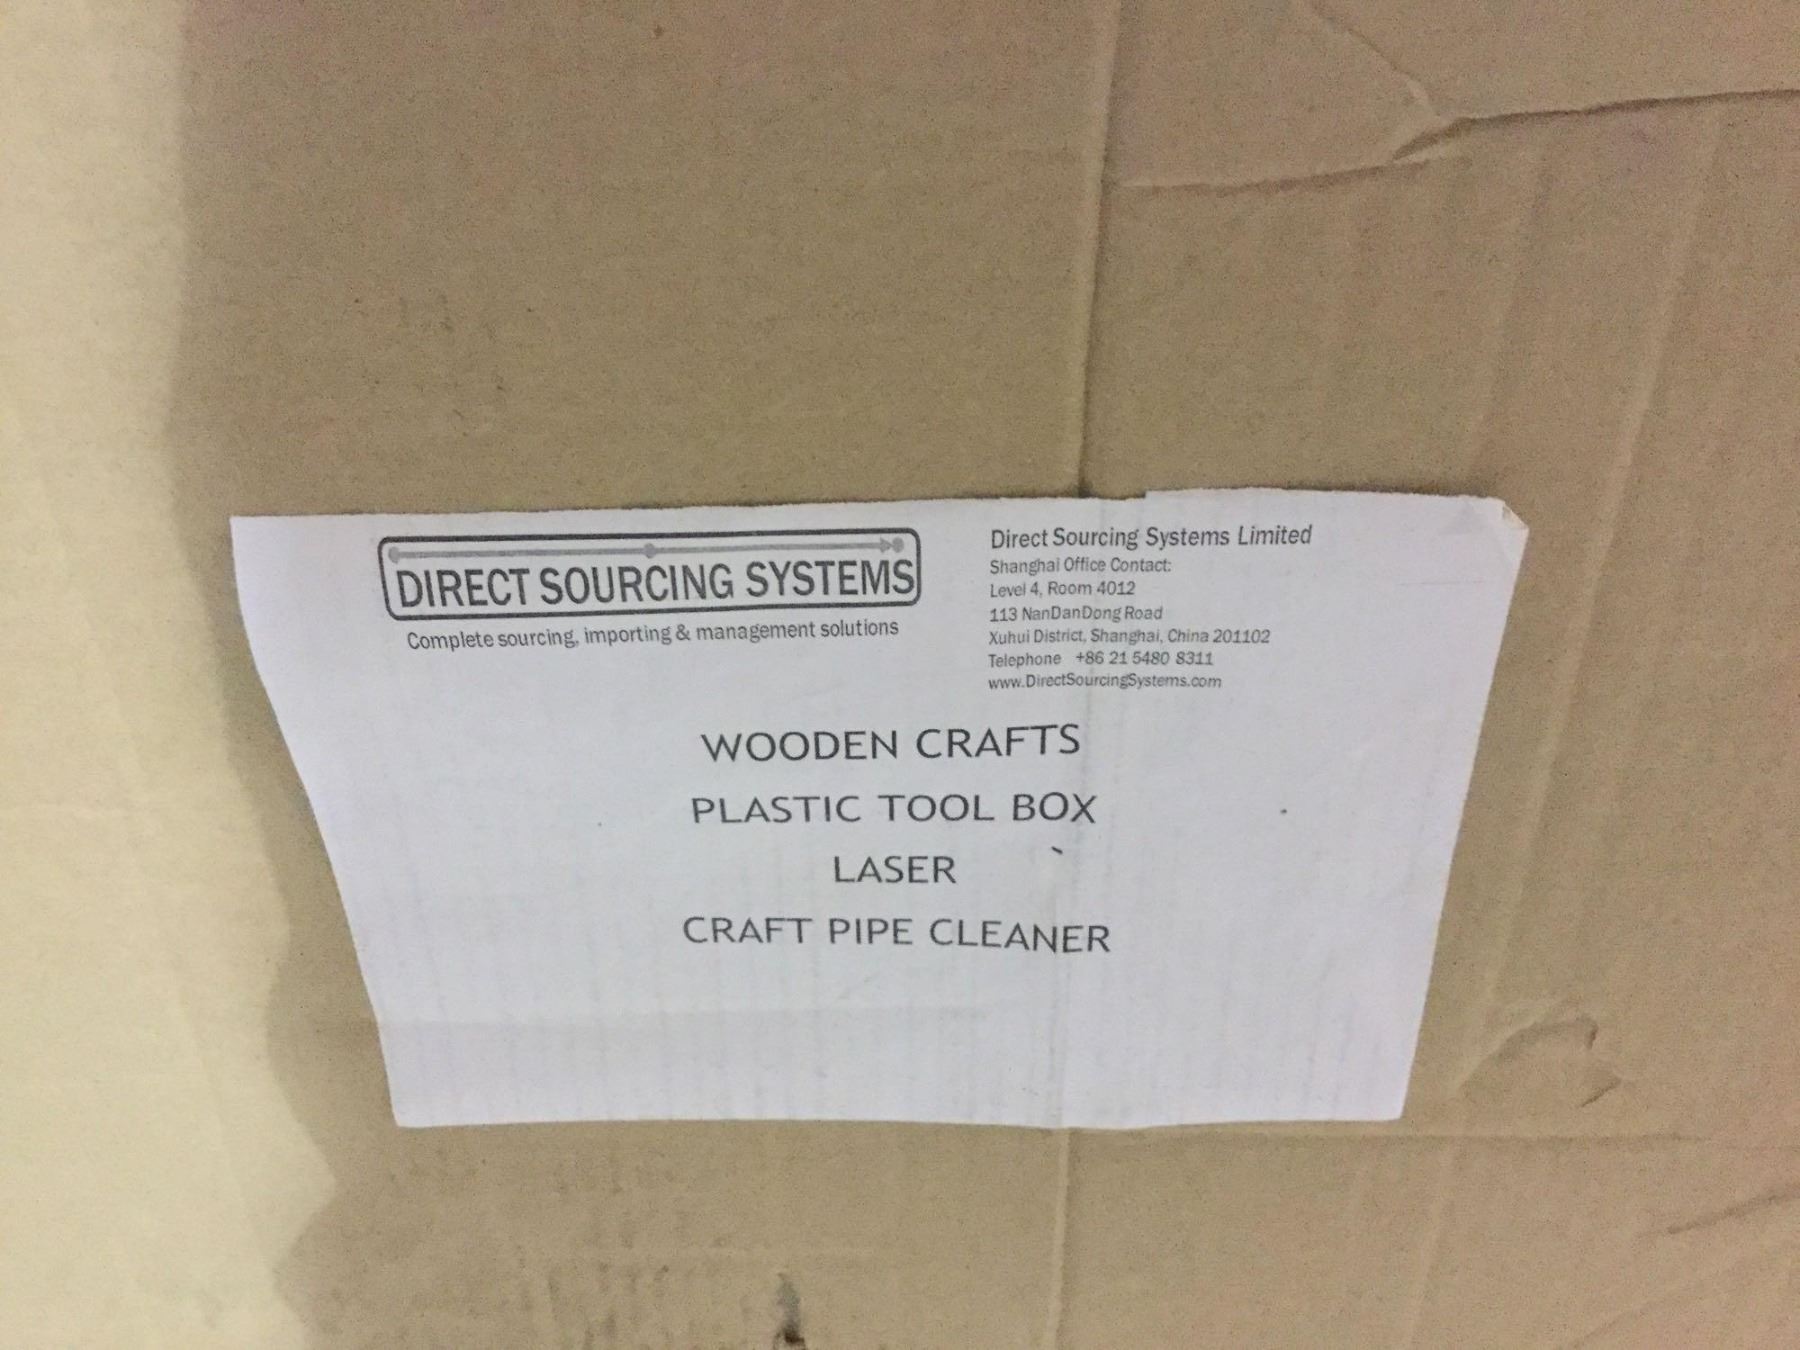 DIRECT SOURCING SYSTEMS
Complete sourcing, importing & management solutions
Direct Sourcing Systems Limited
Shanghai Office Contact:
Level 4, Room 4012
113 NanDanDong Road
Xuhui District, Shanghai, China 201102
Telephone +86 21 5480 8311
www.DirectSourcingSystems.com
WOODEN CRAFTS
PLASTIC TOOL BOX
LASER
CRAFT PIPE CLEANER